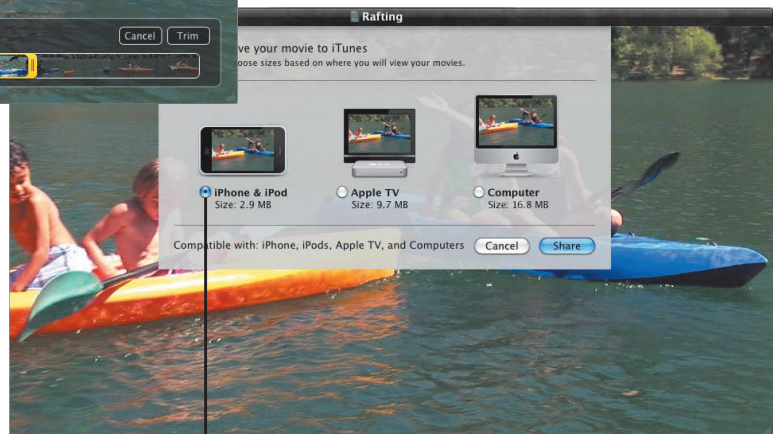 Rafting
Cancel Trim
ve your movie to iTunes
oose sizes based on where you will view your movies.
iPhone & iPod
Size: 2.9 MB
Apple TV
Size: 9.7 MB
Computer
Size: 16.8 MB
Compatible with: iPhone, iPods, Apple TV, and Computers Cancel Share